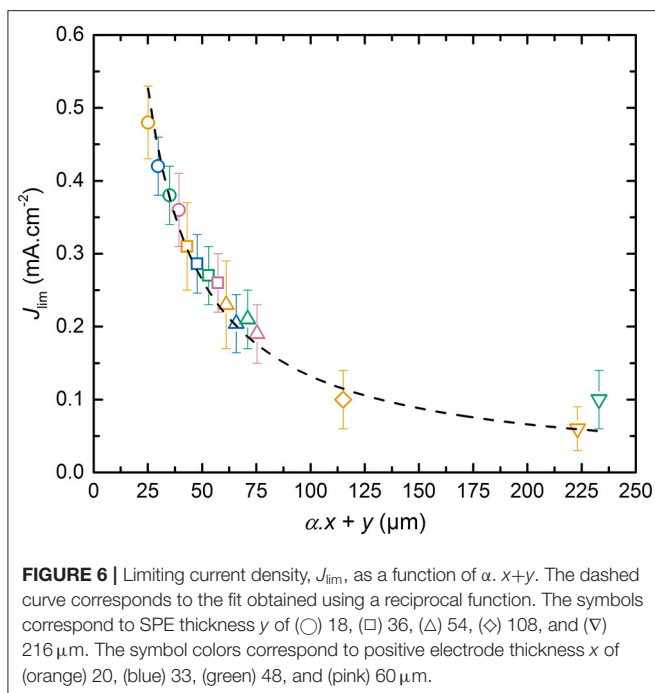 0.6
0.5
0.4
0.3
0.2
0.1
0.0
J_lim (mA.cm⁻²)
0 25 50 75 100 125 150 175 200 225 250
α.x + y (μm)
FIGURE 6 | Limiting current density, J_lim, as a function of α. x+y. The dashed
curve corresponds to the fit obtained using a reciprocal function. The symbols
correspond to SPE thickness y of (○) 18, (□) 36, (△) 54, (◇) 108, and (∇)
216 μm. The symbol colors correspond to positive electrode thickness x of
(orange) 20, (blue) 33, (green) 48, and (pink) 60 μm.